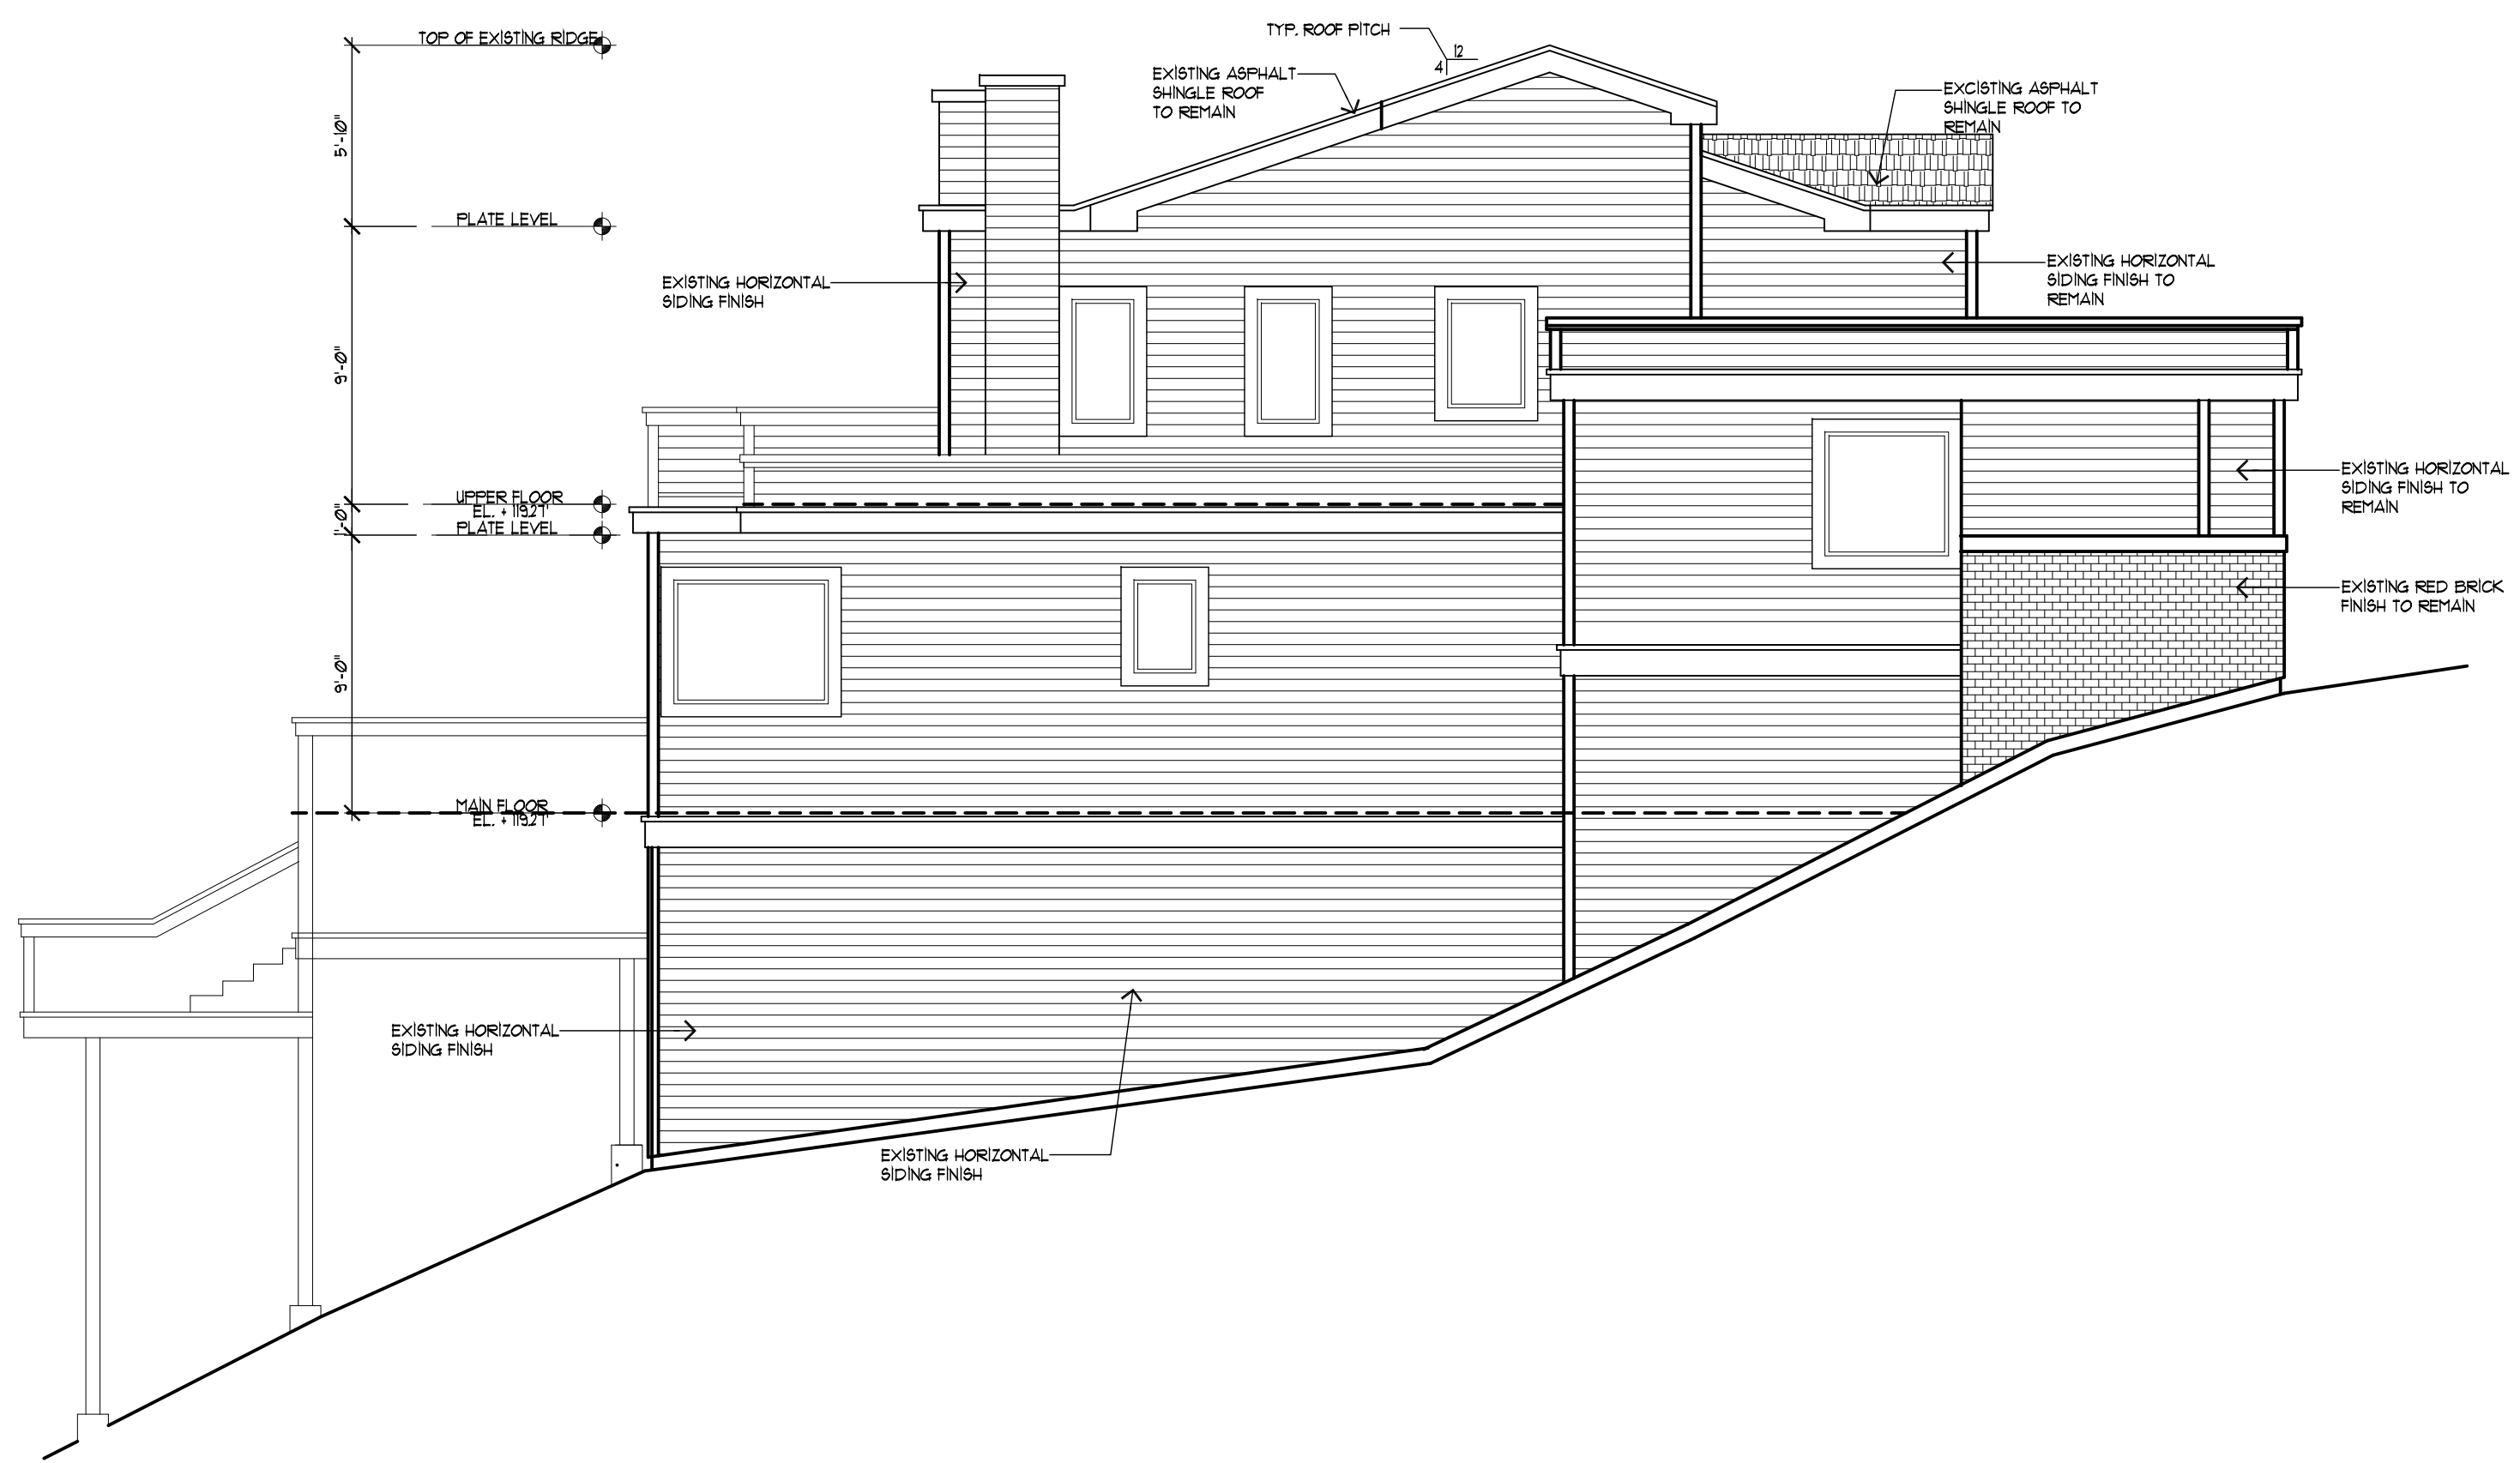 TOP OF EXISTING RIDGE
TYP. ROOF PITCH
12
4
EXISTING ASPHALT
SHINGLE ROOF
TO REMAIN
EXCISTING ASPHALT
SHINGLE ROOF TO
REMAIN
5'-10"
PLATE LEVEL
EXISTING HORIZONTAL
SIDING FINISH
EXISTING HORIZONTAL
SIDING FINISH TO
REMAIN
9'-0"
EXISTING HORIZONTAL
SIDING FINISH TO
REMAIN
UPPER FLOOR
EL. + 119.27'
1'-0"
PLATE LEVEL
EXISTING RED BRICK
FINISH TO REMAIN
9'-0"
MAIN FLOOR
EL. + 119.27'
EXISTING HORIZONTAL
SIDING FINISH
EXISTING HORIZONTAL
SIDING FINISH